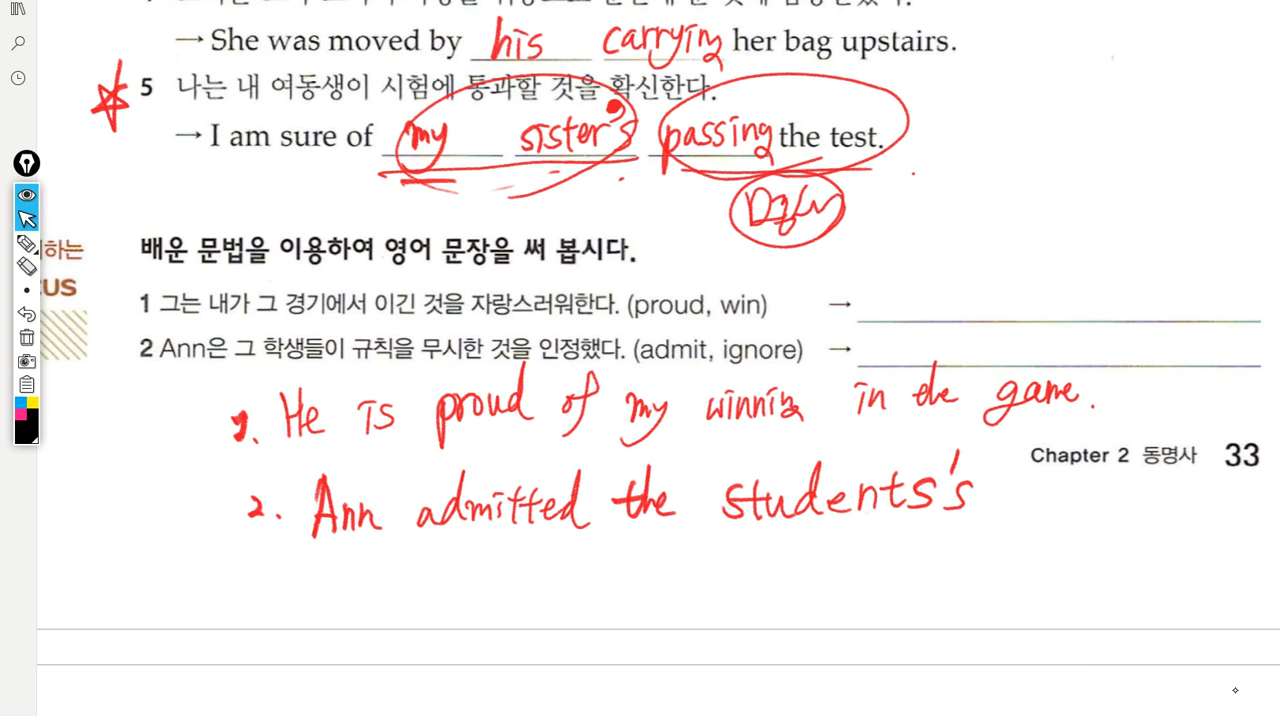 → She was moved by his carrying her bag upstairs.
5 나는 내 여동생이 시험에 통과할 것을 확신한다.
→ I am sure of my sister's passing the test.
배운 문법을 이용하여 영어 문장을 써 봅시다.
하는
US
1 그는 내가 그 경기에서 이긴 것을 자랑스러워한다. (proud, win) →
2 Ann은 그 학생들이 규칙을 무시한 것을 인정했다. (admit, ignore) →
1. He is proud of my winning in the game.
Chapter 2 동명사 33
2. Ann admitted the students's